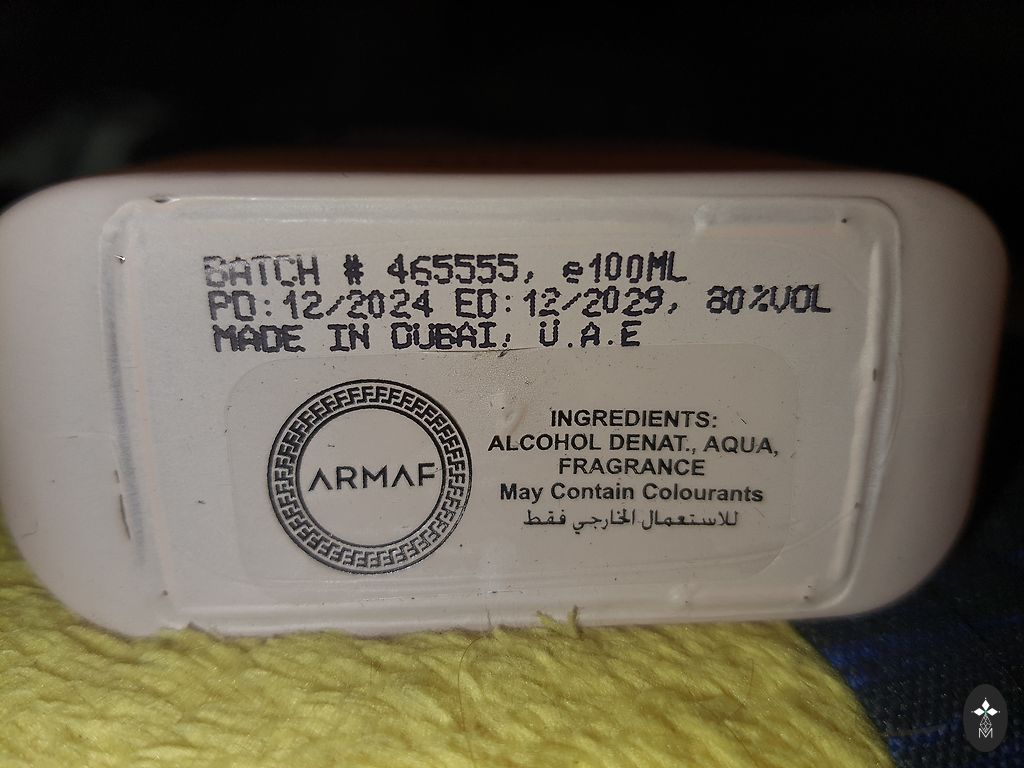 BATCH # 465555, e100ML
PD:12/2024 ED:12/2029, 80%VOL
MADE IN DUBAI, U.A.E
ARMAF
INGREDIENTS:
ALCOHOL DENAT., AQUA,
FRAGRANCE
May Contain Colourants
للاستعمال الخارجي فقط
M